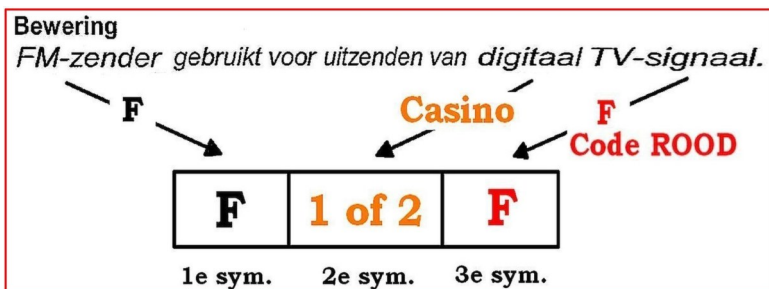 Bewering
FM-zender gebruikt voor uitzenden van digitaal TV-signaal.
F Casino F
Code ROOD
F 1 of 2 F
1e sym. 2e sym. 3e sym.